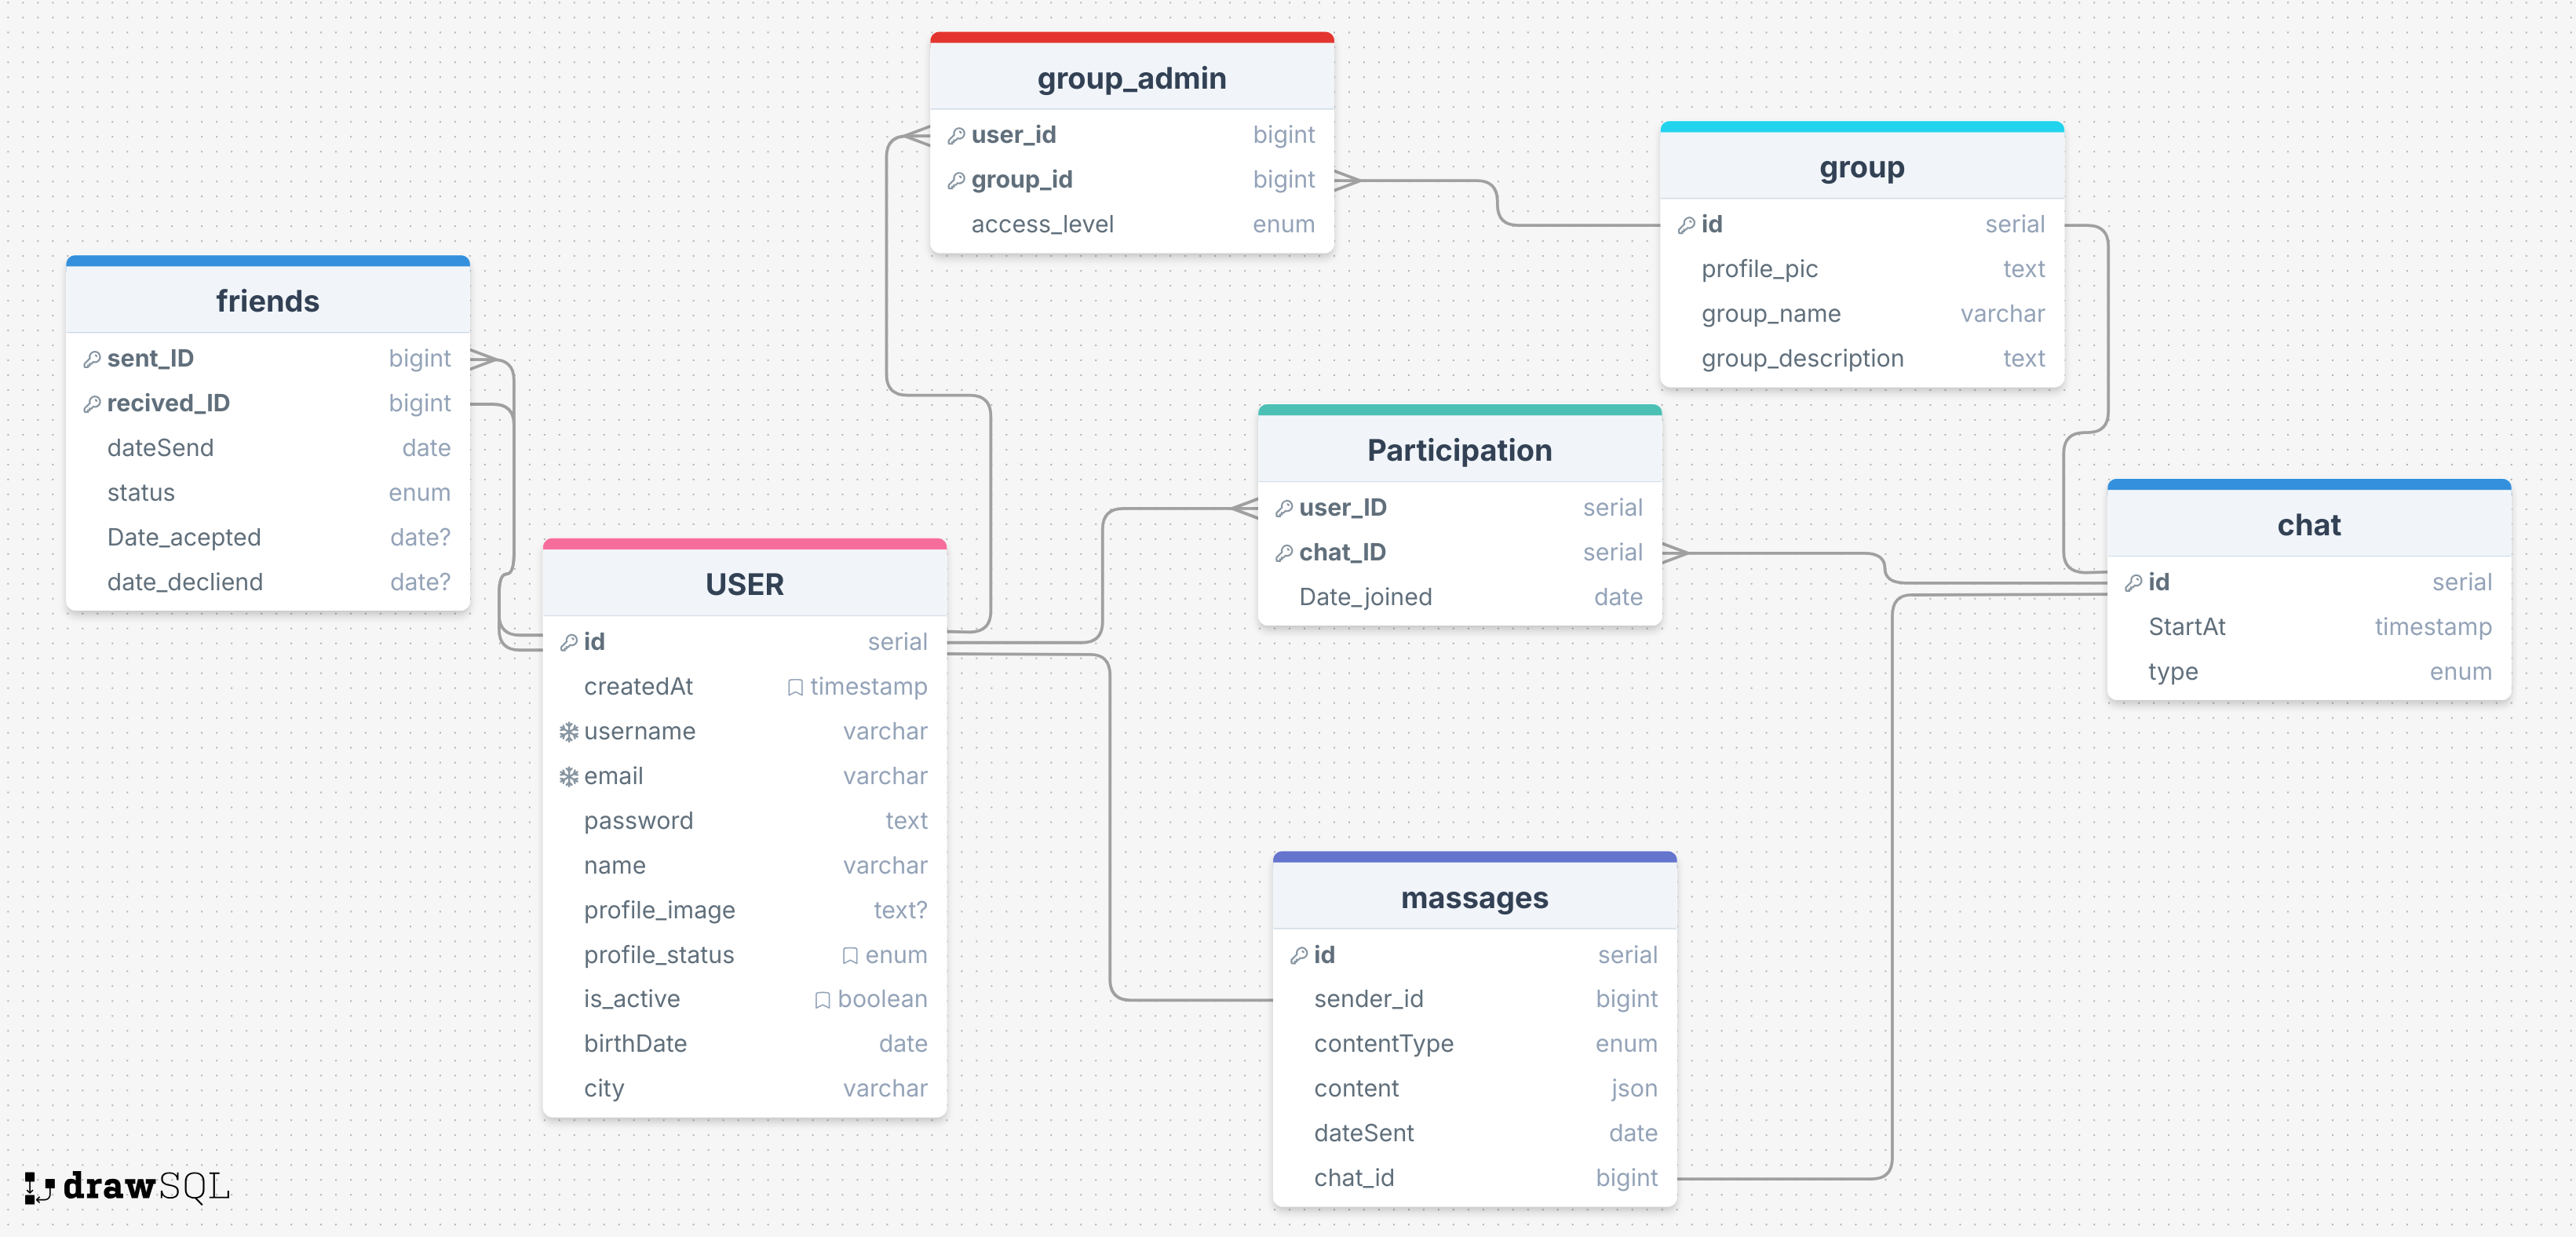 group_admin
user_id bigint
group_id bigint
access_level enum
group
id serial
profile_pic text
group_name varchar
group_description text
friends
sent_ID bigint
recived_ID bigint
dateSend date
status enum
Date_acepted date?
date_decliend date?
Participation
user_ID serial
chat_ID serial
Date_joined date
chat
id serial
StartAt timestamp
type enum
USER
id serial
createdAt timestamp
username varchar
email varchar
password text
name varchar
profile_image text?
profile_status enum
is_active boolean
birthDate date
city varchar
massages
id serial
sender_id bigint
contentType enum
content json
dateSent date
chat_id bigint
drawSQL